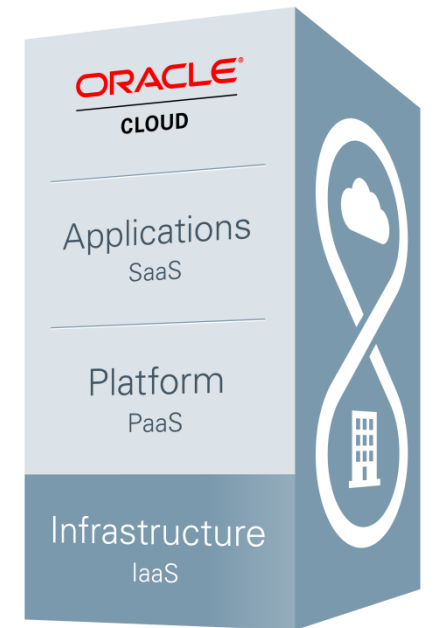 ORACLE®
CLOUD
Applications
SaaS
Platform
PaaS
Infrastructure
IaaS